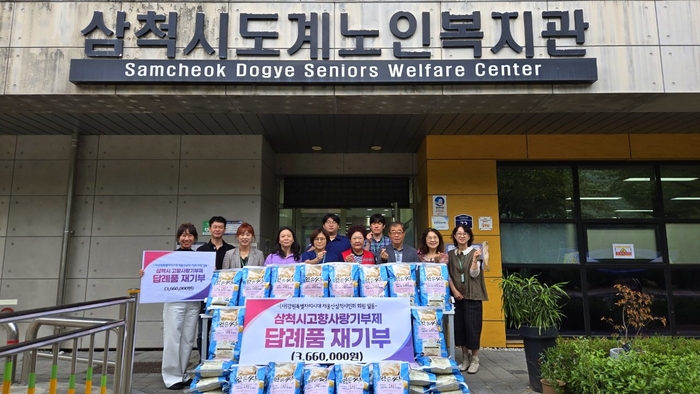 삼척시도계노인복지관
Samcheok Dogye Seniors Welfare Center
삼척시 고향사랑기부제
답례품 재기부
(3,660,000원)
삼척시고향사랑기부제
답례품 재기부
(3,660,000원)